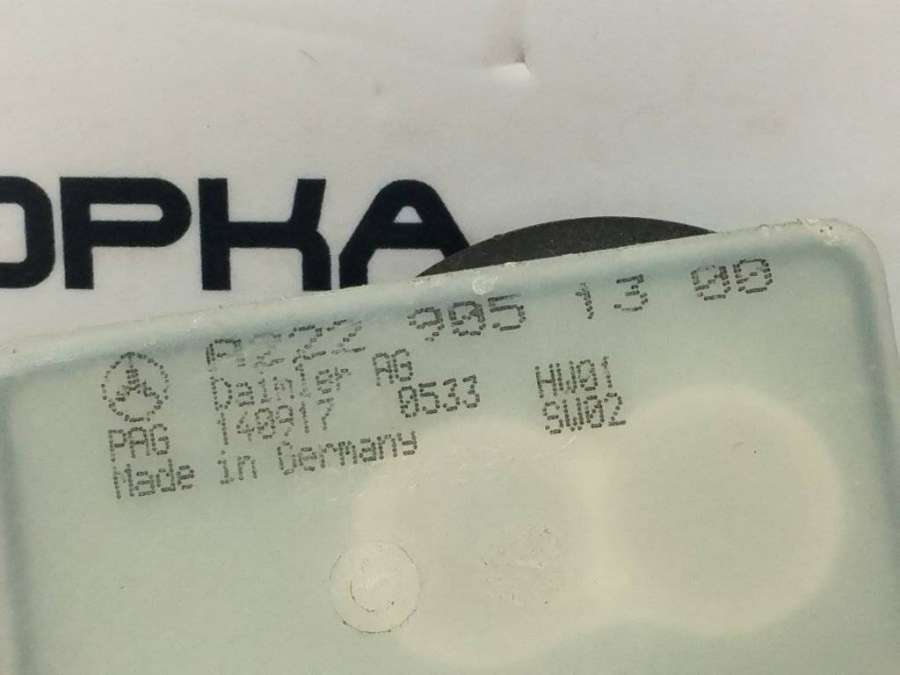 OPKA
A222 905 13 00
Daimler AG
PAG 140917 0533 HW01
SW02
Made in Germany